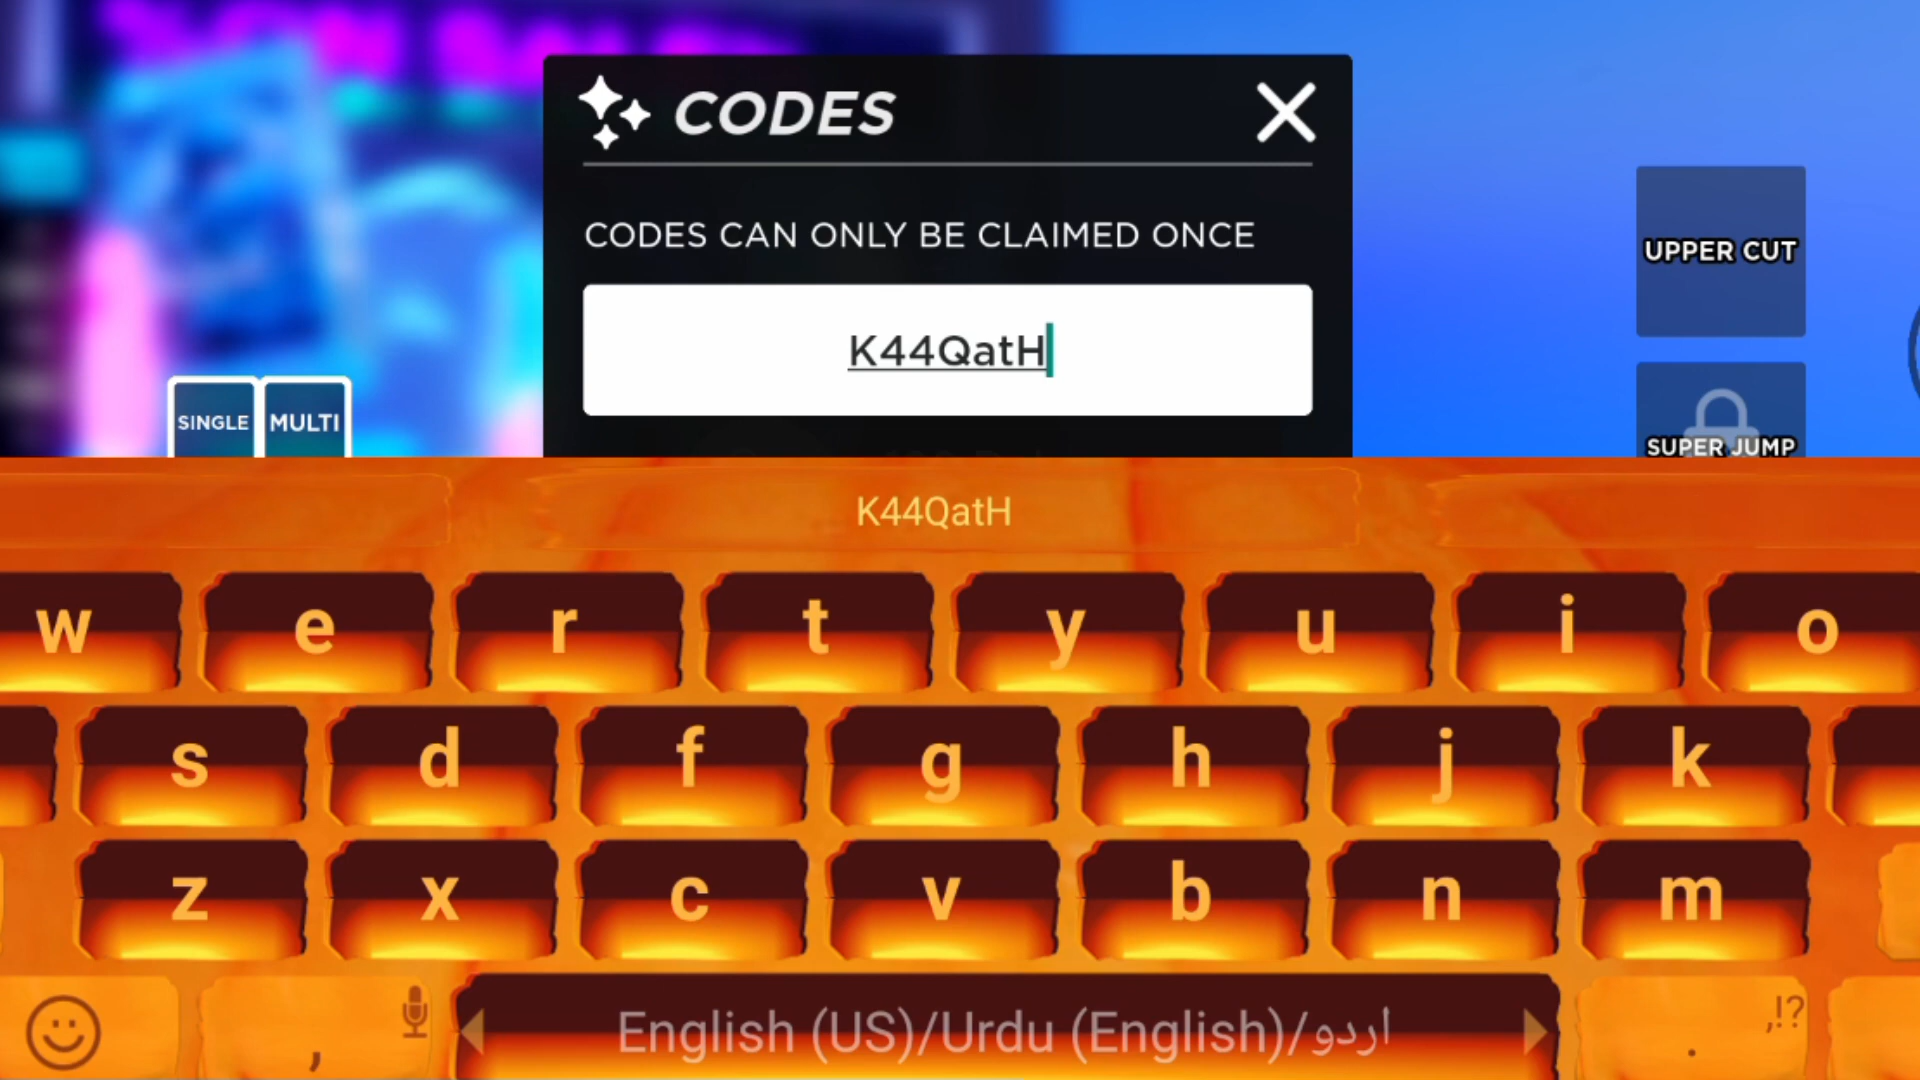 CODES
CODES CAN ONLY BE CLAIMED ONCE
K44QatH
UPPER CUT
SINGLE MULTI
SUPER JUMP
K44QatH
w e r t y u i o
s d f g h j k
z x c v b n m
, English (US)/Urdu (English)/اردو . ,!?